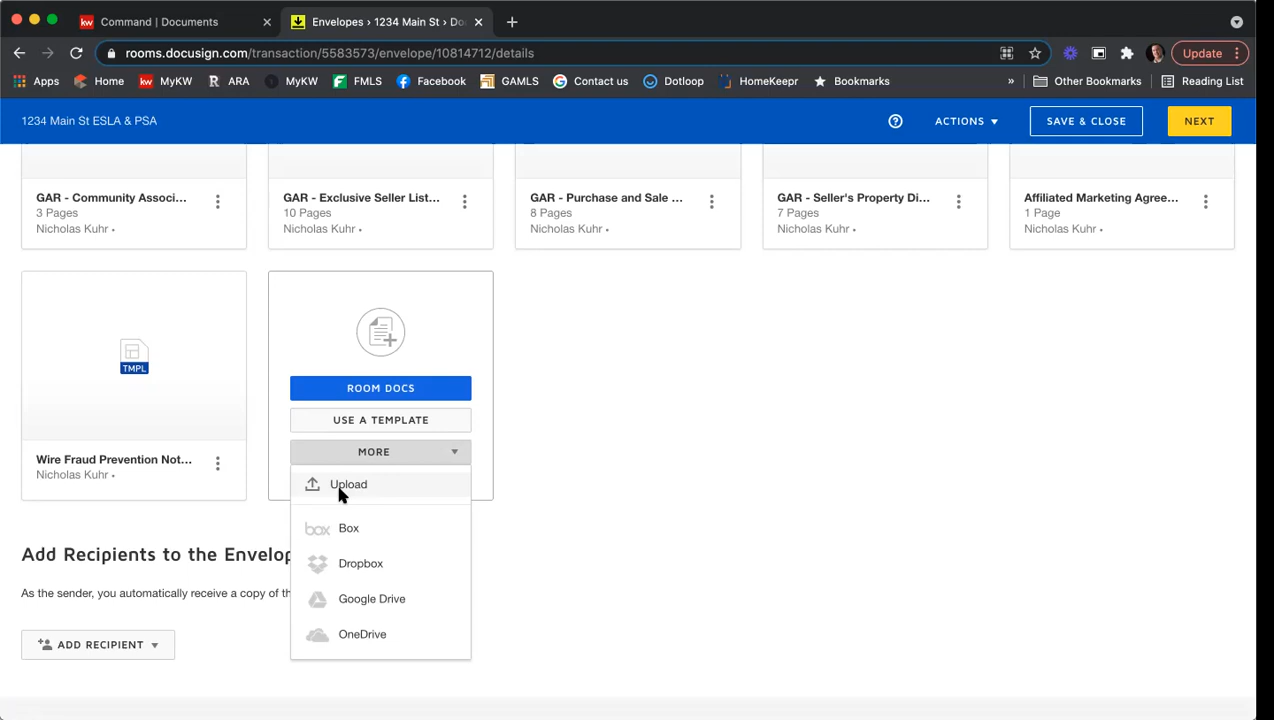 Command | Documents
Envelopes › 1234 Main St › Do
rooms.docusign.com/transaction/5583573/envelope/10814712/details
Update
Apps
Home
kw MyKW
R ARA
MyKW
FMLS
Facebook
GAMLS
Contact us
Dotloop
HomeKeepr
Bookmarks
»
Other Bookmarks
Reading List
1234 Main St ESLA & PSA
ACTIONS
SAVE & CLOSE
NEXT
GAR - Community Associ...
3 Pages
Nicholas Kuhr •
GAR - Exclusive Seller List...
10 Pages
Nicholas Kuhr •
GAR - Purchase and Sale ...
8 Pages
Nicholas Kuhr •
GAR - Seller's Property Di...
7 Pages
Nicholas Kuhr •
Affiliated Marketing Agree...
1 Page
Nicholas Kuhr •
TMPL
Wire Fraud Prevention Not...
Nicholas Kuhr •
ROOM DOCS
USE A TEMPLATE
MORE
Upload
box Box
Dropbox
Google Drive
OneDrive
Add Recipients to the Envelop
As the sender, you automatically receive a copy of th
ADD RECIPIENT